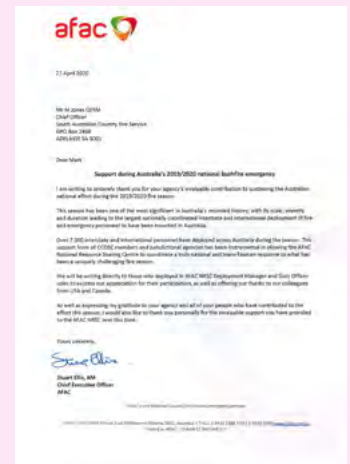 afac
27 April 2020
Mr M Jones QFSM
Chief Officer
South Australian Country Fire Service
GPO Box 2468
ADELAIDE SA 5001
Dear Mark
Support during Australia's 2019/2020 national bushfire emergency
I am writing to sincerely thank you for your agency's invaluable contribution to sustaining the Australian
national effort during the 2019/2020 fire season.
This season has been one of the most significant in Australia's recorded history, with its scale, severity
and duration leading to the largest nationally coordinated interstate and international deployment of fire
and emergency personnel to have been mounted in Australia.
Over 7,000 interstate and international personnel have deployed across Australia during the season. This
support from CCOSC members and jurisdictional agencies has been instrumental in allowing the AFAC
National Resource Sharing Centre to coordinate a truly national and trans-Tasman response to what has
been a uniquely challenging fire season.
We will be writing directly to those who deployed in AFAC NRSC Deployment Manager and Duty Officer
roles to express our appreciation for their participation, as well as offering our thanks to our colleagues
from USA and Canada.
As well as expressing my gratitude to your agency and all of your people who have contributed to the
effort this season, I would also like to thank you personally for the invaluable support you have provided
to the AFAC NRSC over this time.
Yours sincerely,
Stuart Ellis, AM
Chief Executive Officer
AFAC